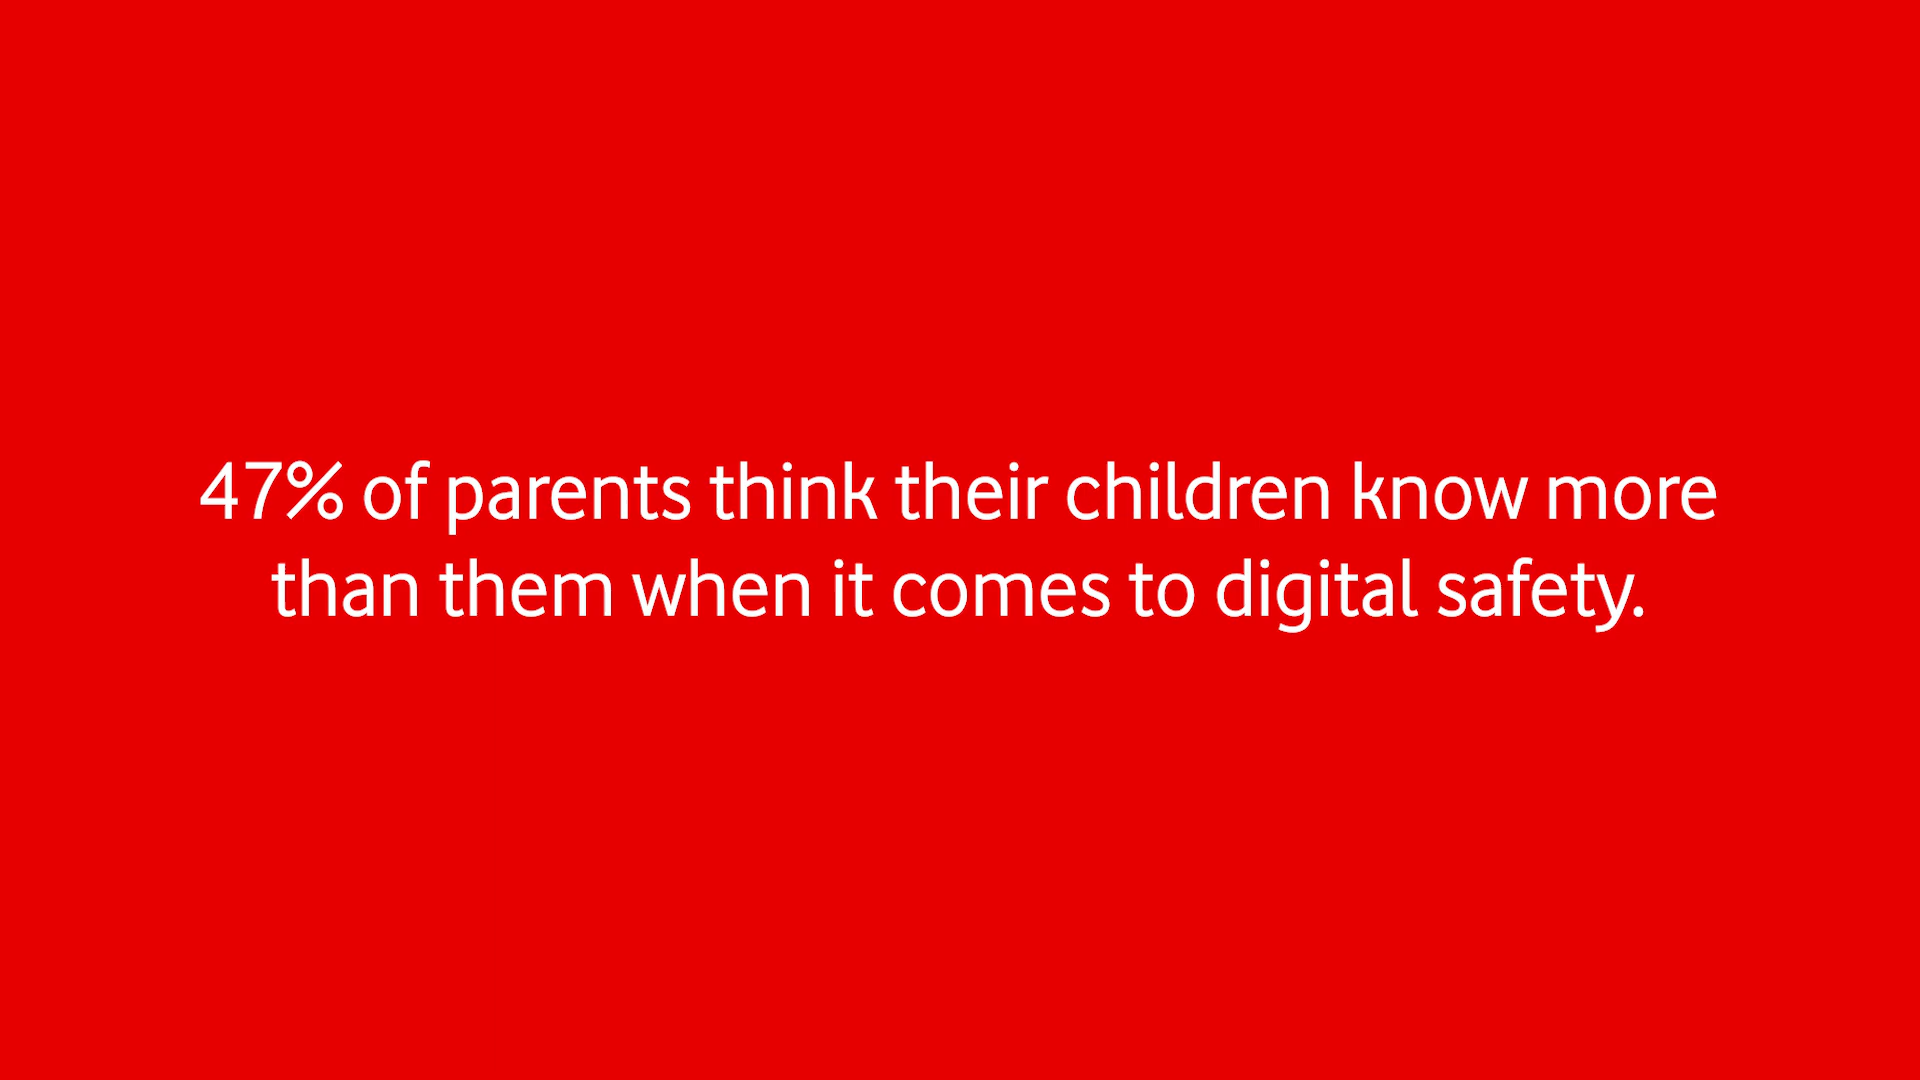 47% of parents think their children know more
than them when it comes to digital safety.